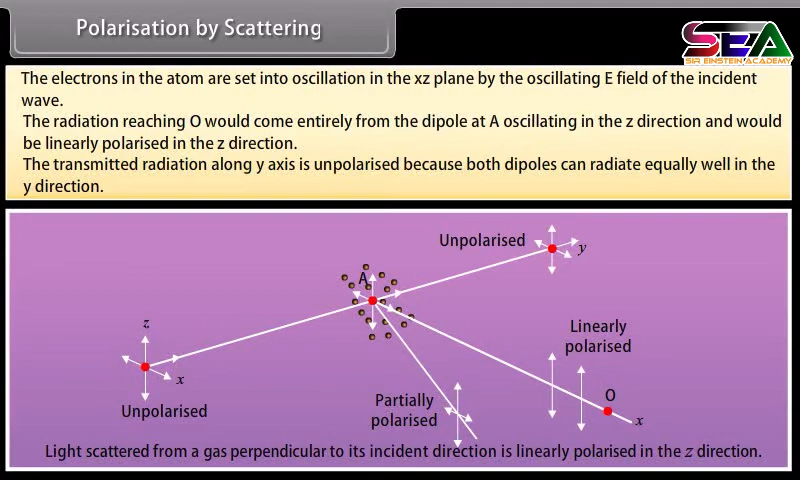 Polarisation by Scattering
SEA
SIR EINSTEIN ACADEMY
The electrons in the atom are set into oscillation in the xz plane by the oscillating E field of the incident
wave.
The radiation reaching O would come entirely from the dipole at A oscillating in the z direction and would
be linearly polarised in the z direction.
The transmitted radiation along y axis is unpolarised because both dipoles can radiate equally well in the
y direction.
Unpolarised
y
A
z
x
Unpolarised
Linearly
polarised
Partially
polarised
O
x
Light scattered from a gas perpendicular to its incident direction is linearly polarised in the z direction.